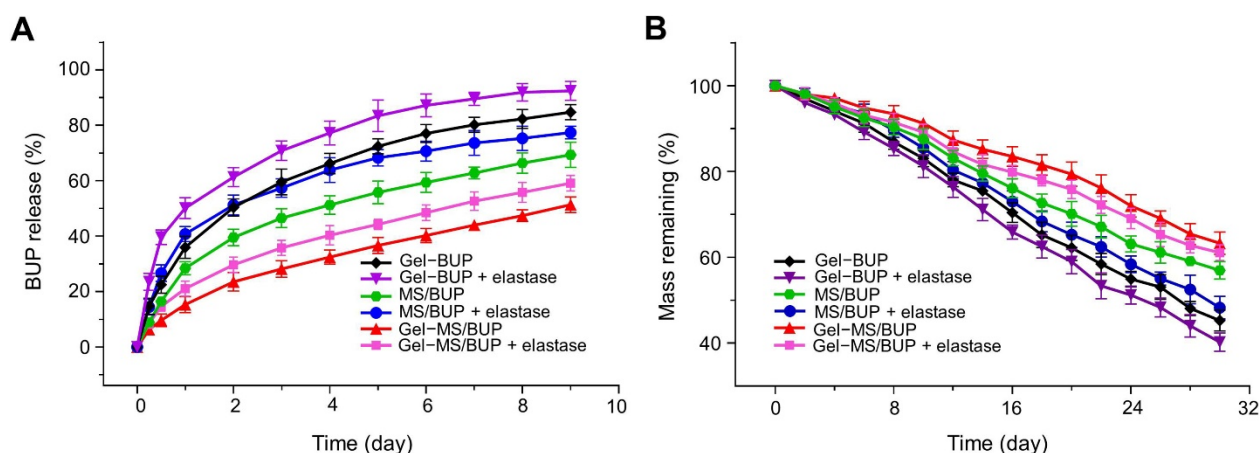 A
BUP release (%)
100
80
60
40
20
0
Gel–BUP
Gel–BUP + elastase
MS/BUP
MS/BUP + elastase
Gel–MS/BUP
Gel–MS/BUP + elastase
0 2 4 6 8 10
Time (day)
B
Mass remaining (%)
100
80
60
40
Gel–BUP
Gel–BUP + elastase
MS/BUP
MS/BUP + elastase
Gel–MS/BUP
Gel–MS/BUP + elastase
0 8 16 24 32
Time (day)